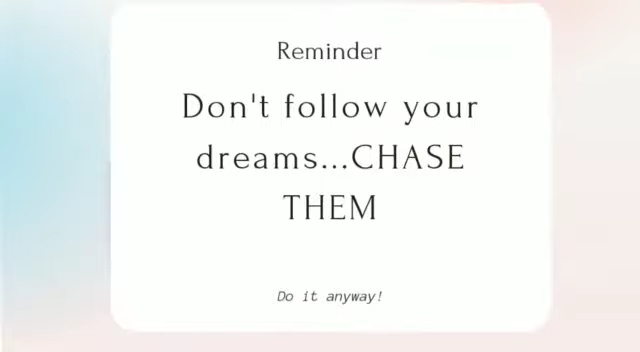 Reminder
Don't follow your
dreams...CHASE
THEM
Do it anyway!